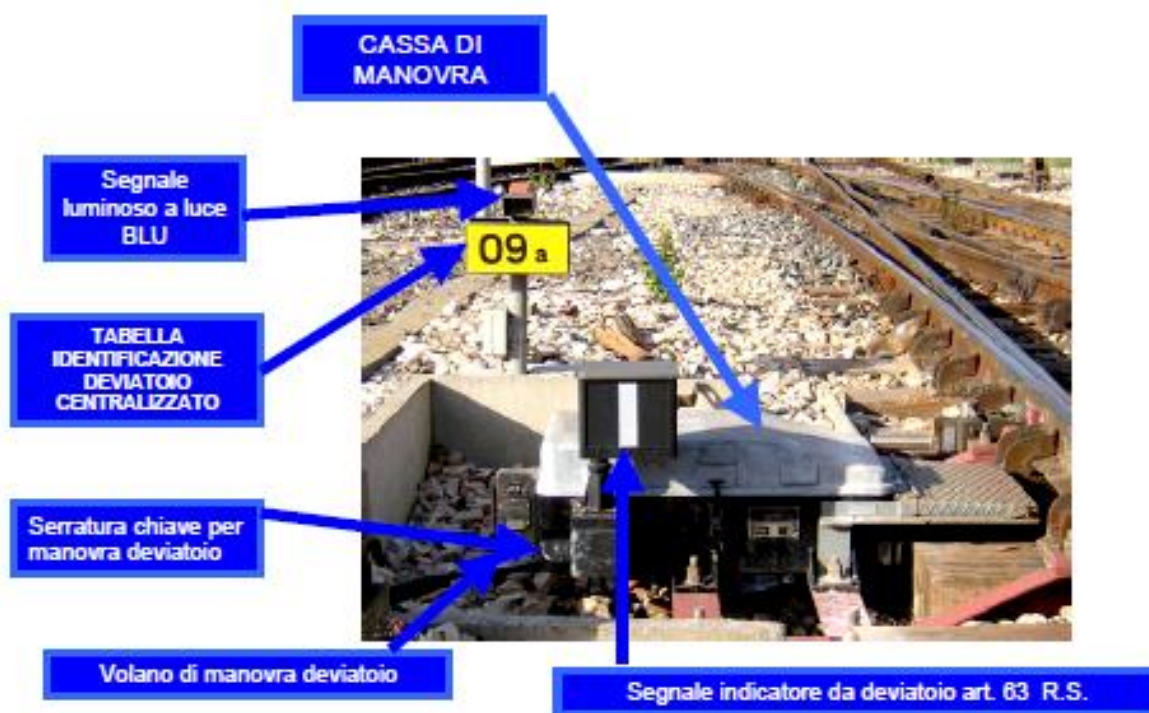 CASSA DI
MANOVRA
Segnale
luminoso a luce
BLU
09 a
TABELLA
IDENTIFICAZIONE
DEVIATOIO
CENTRALIZZATO
Serratura chiave per
manovra deviatoio
Volano di manovra deviatoio
Segnale indicatore da deviatoio art. 63 R.S.